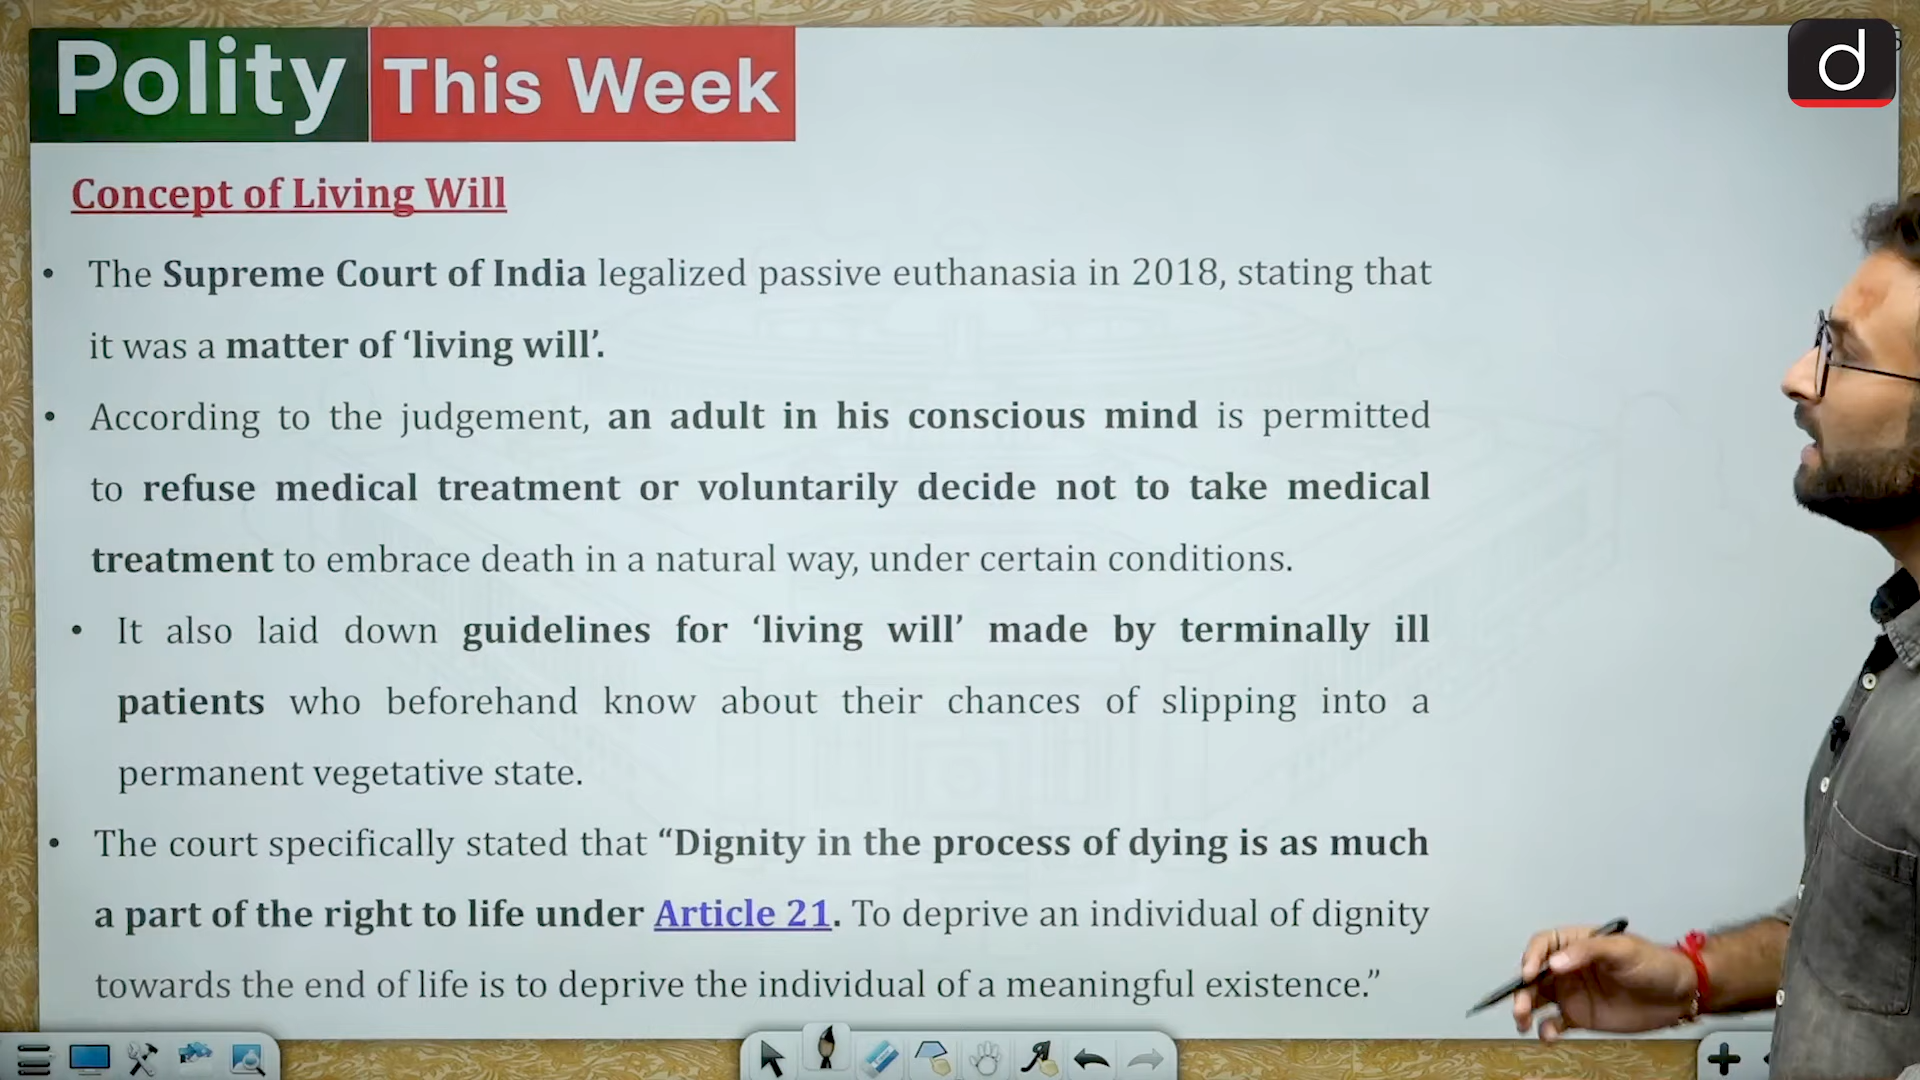 Polity This Week
d
Concept of Living Will
• The Supreme Court of India legalized passive euthanasia in 2018, stating that
it was a matter of ‘living will’.
• According to the judgement, an adult in his conscious mind is permitted
to refuse medical treatment or voluntarily decide not to take medical
treatment to embrace death in a natural way, under certain conditions.
• It also laid down guidelines for ‘living will’ made by terminally ill
patients who beforehand know about their chances of slipping into a
permanent vegetative state.
• The court specifically stated that “Dignity in the process of dying is as much
a part of the right to life under Article 21. To deprive an individual of dignity
towards the end of life is to deprive the individual of a meaningful existence.”